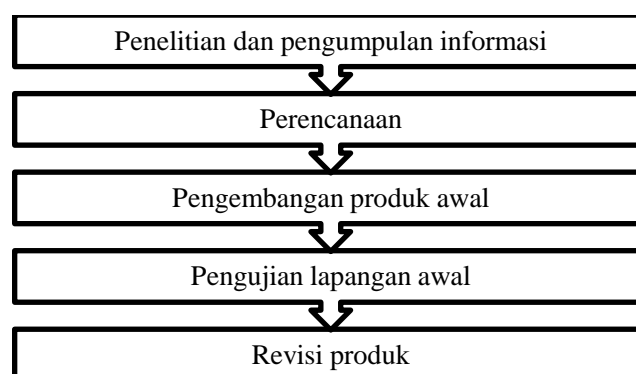 Penelitian dan pengumpulan informasi
Perencanaan
Pengembangan produk awal
Pengujian lapangan awal
Revisi produk